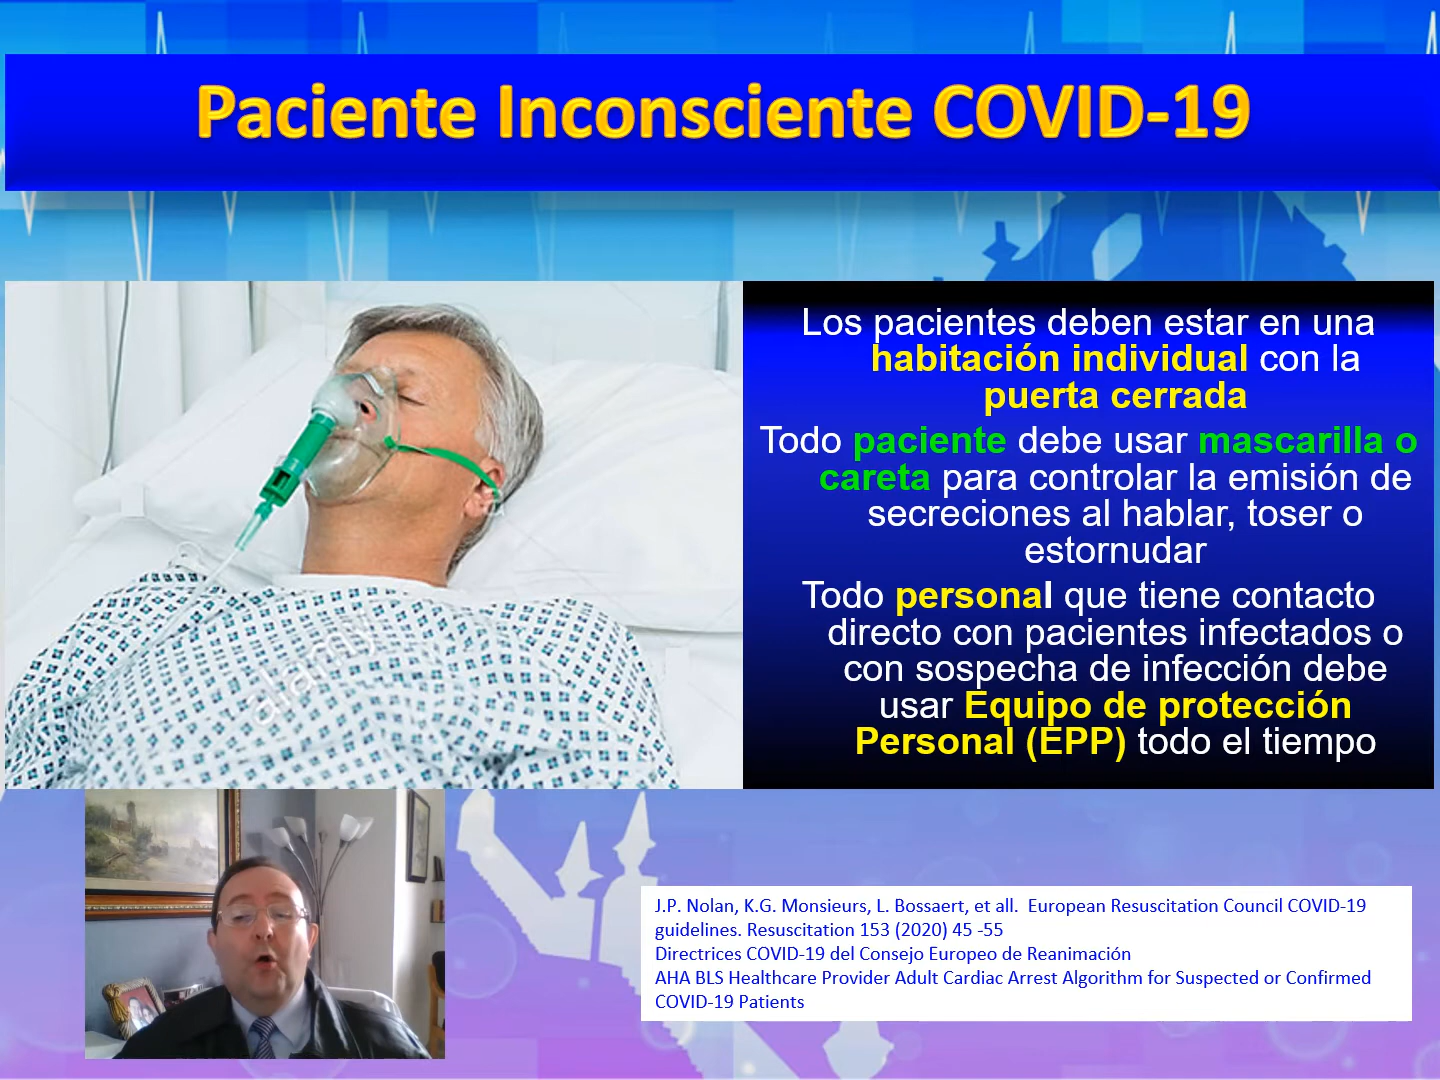 Paciente Inconsciente COVID-19
Los pacientes deben estar en una
habitación individual con la
puerta cerrada
Todo paciente debe usar mascarilla o
careta para controlar la emisión de
secreciones al hablar, toser o
estornudar
Todo personal que tiene contacto
directo con pacientes infectados o
con sospecha de infección debe
usar Equipo de protección
Personal (EPP) todo el tiempo
alamy
J.P. Nolan, K.G. Monsieurs, L. Bossaert, et all. European Resuscitation Council COVID-19
guidelines. Resuscitation 153 (2020) 45 -55
Directrices COVID-19 del Consejo Europeo de Reanimación
AHA BLS Healthcare Provider Adult Cardiac Arrest Algorithm for Suspected or Confirmed
COVID-19 Patients